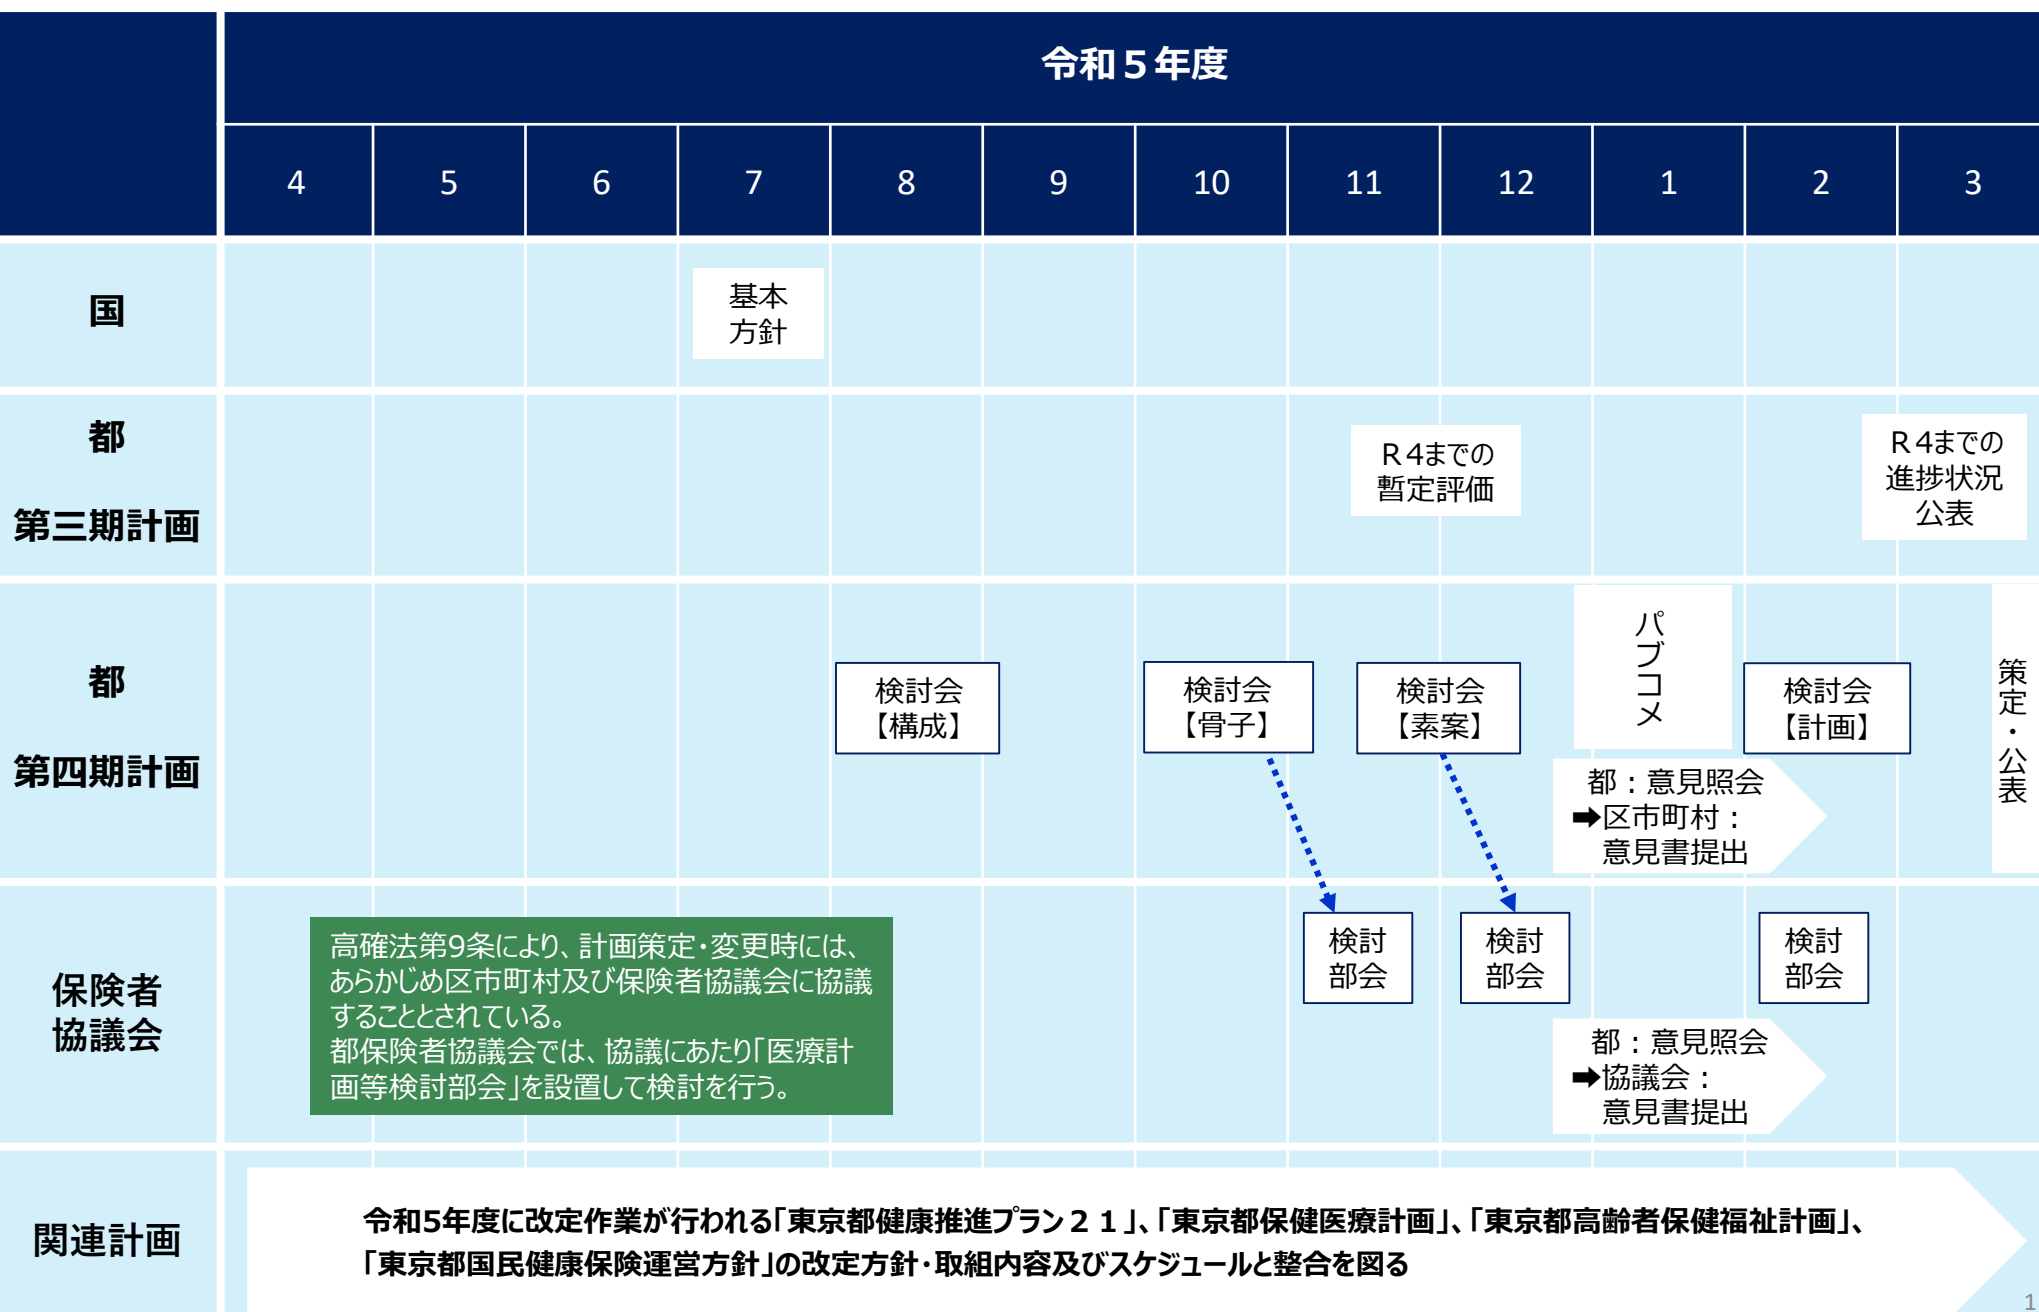 令和５年度
4 5 6 7 8 9 10 11 12 1 2 3
国
基本
方針
都
第三期計画
Ｒ4までの
暫定評価
Ｒ4までの
進捗状況
公表
都
第四期計画
検討会
【構成】
検討会
【骨子】
検討会
【素案】
パブコメ
検討会
【計画】
策定・公表
都：意見照会
➡区市町村：
意見書提出
保険者
協議会
高確法第9条により、計画策定・変更時には、
あらかじめ区市町村及び保険者協議会に協議
することとされている。
都保険者協議会では、協議にあたり「医療計
画等検討部会」を設置して検討を行う。
検討
部会
検討
部会
検討
部会
都：意見照会
➡協議会：
意見書提出
関連計画
令和5年度に改定作業が行われる「東京都健康推進プラン２１」、「東京都保健医療計画」、「東京都高齢者保健福祉計画」、
「東京都国民健康保険運営方針」の改定方針・取組内容及びスケジュールと整合を図る
1